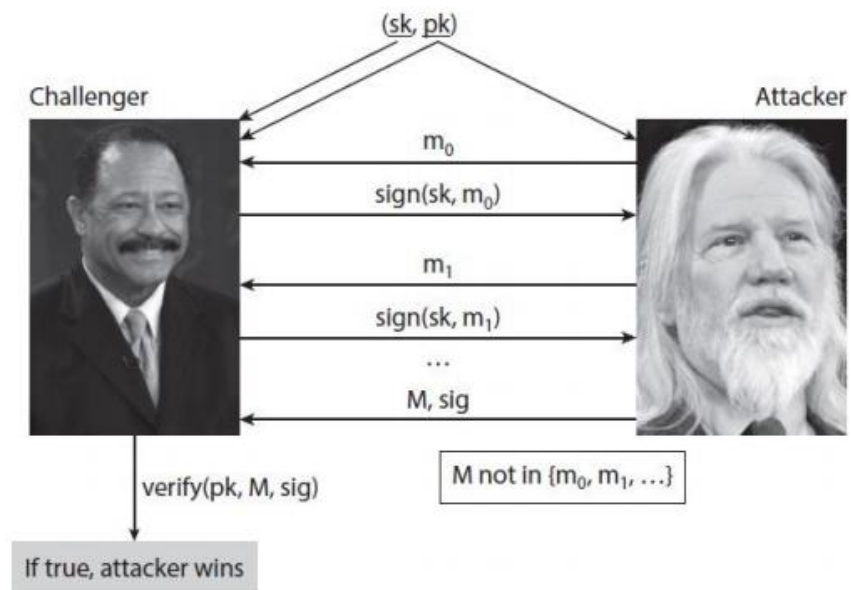 (sk, pk)
Challenger
Attacker
m₀
sign(sk, m₀)
m₁
sign(sk, m₁)
...
M, sig
verify(pk, M, sig)
M not in {m₀, m₁, ...}
If true, attacker wins